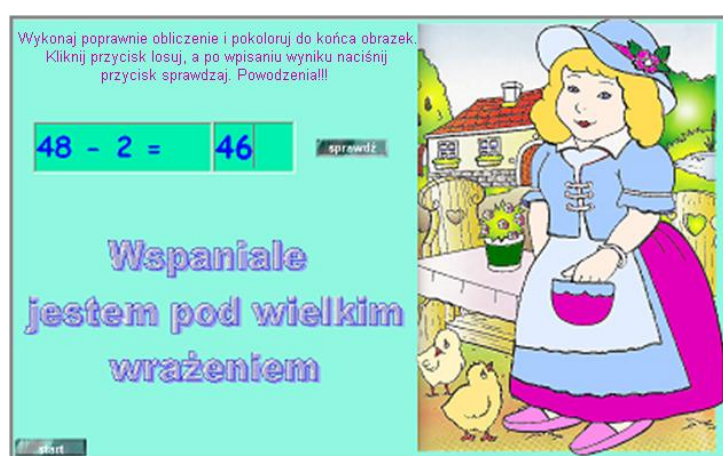 Wykonaj poprawnie obliczenie i pokoloruj do końca obrazek.
Kliknij przycisk losuj, a po wpisaniu wyniku naciśnij
przycisk sprawdzaj. Powodzenia!!!
48 - 2 = 46
sprawdź
Wspaniale
jestem pod wielkim
wrażeniem
start